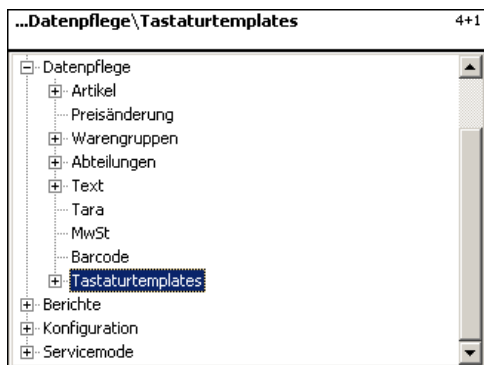 ...Datenpflege\Tastaturtemplates 4+1
Datenpflege
Artikel
Preisänderung
Warengruppen
Abteilungen
Text
Tara
MwSt
Barcode
Tastaturtemplates
Berichte
Konfiguration
Servicemode